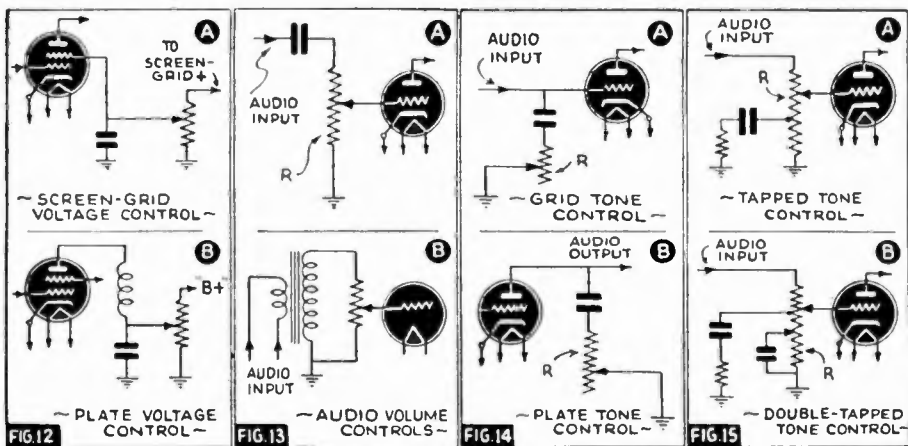 A
TO
SCREEN-
GRID+
~ SCREEN-GRID
VOLTAGE CONTROL ~
B
B+
~ PLATE VOLTAGE
CONTROL ~
FIG.12
A
AUDIO
INPUT
R
B
AUDIO
INPUT
~ AUDIO VOLUME
CONTROLS ~
FIG.13
A
AUDIO
INPUT
R
~ GRID TONE
CONTROL ~
B
AUDIO
OUTPUT
R
~ PLATE TONE
CONTROL ~
FIG.14
A
AUDIO
INPUT
R
~ TAPPED TONE
CONTROL ~
B
AUDIO
INPUT
R
~ DOUBLE-TAPPED
TONE CONTROL ~
FIG.15